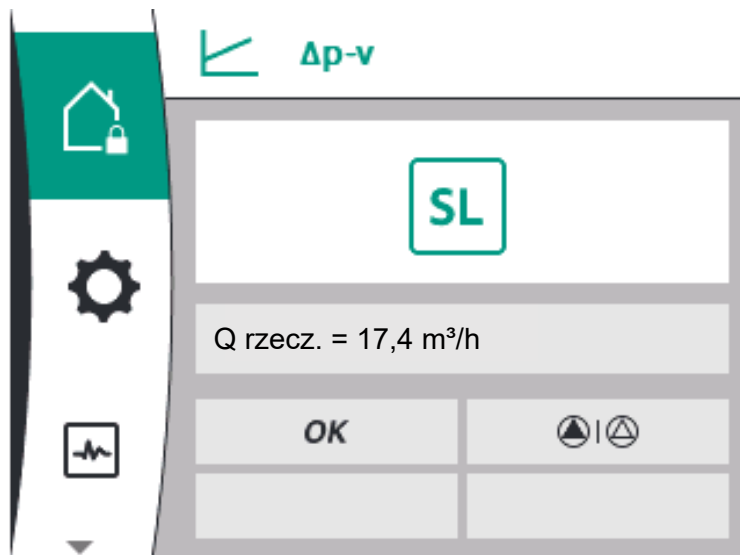 Δp-v
SL
Q rzecz. = 17,4 m³/h
OK